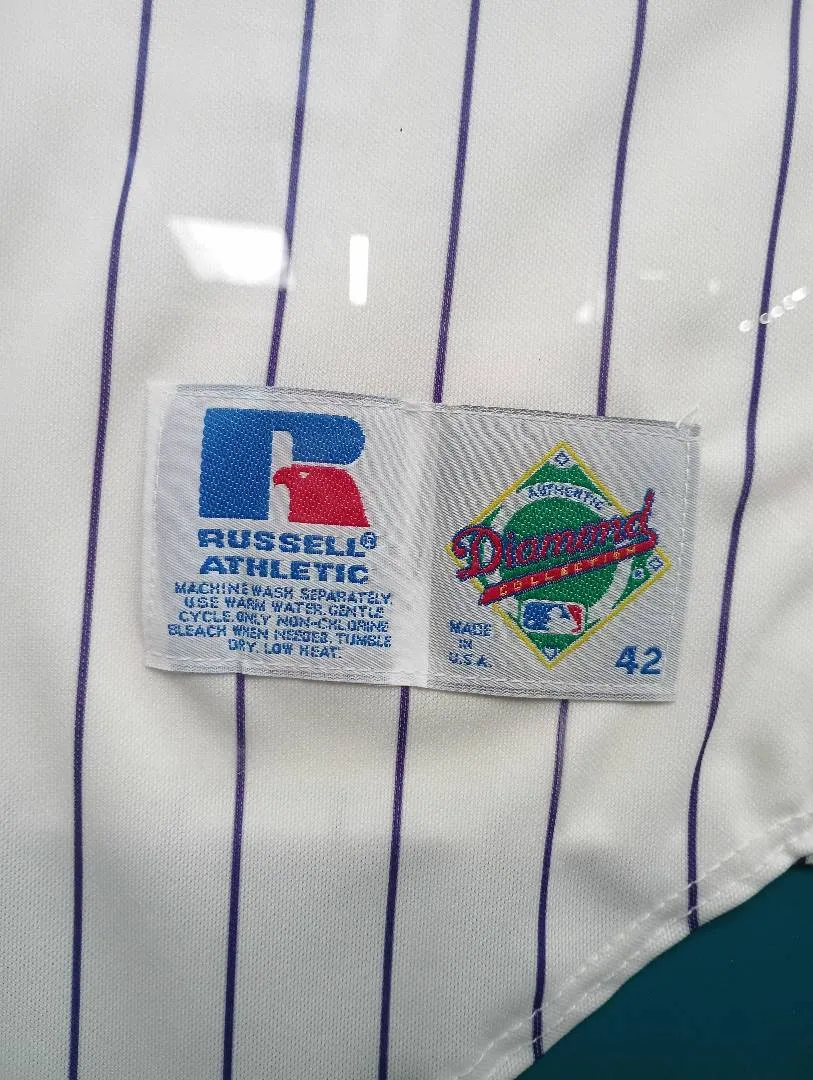 RUSSELL®
ATHLETIC
MACHINE WASH SEPARATELY.
USE WARM WATER. GENTLE
CYCLE. ONLY NON-CHLORINE
BLEACH WHEN NEEDED. TUMBLE
DRY. LOW HEAT.
AUTHENTIC
Diamond
COLLECTION
MADE
IN
U.S.A.
42